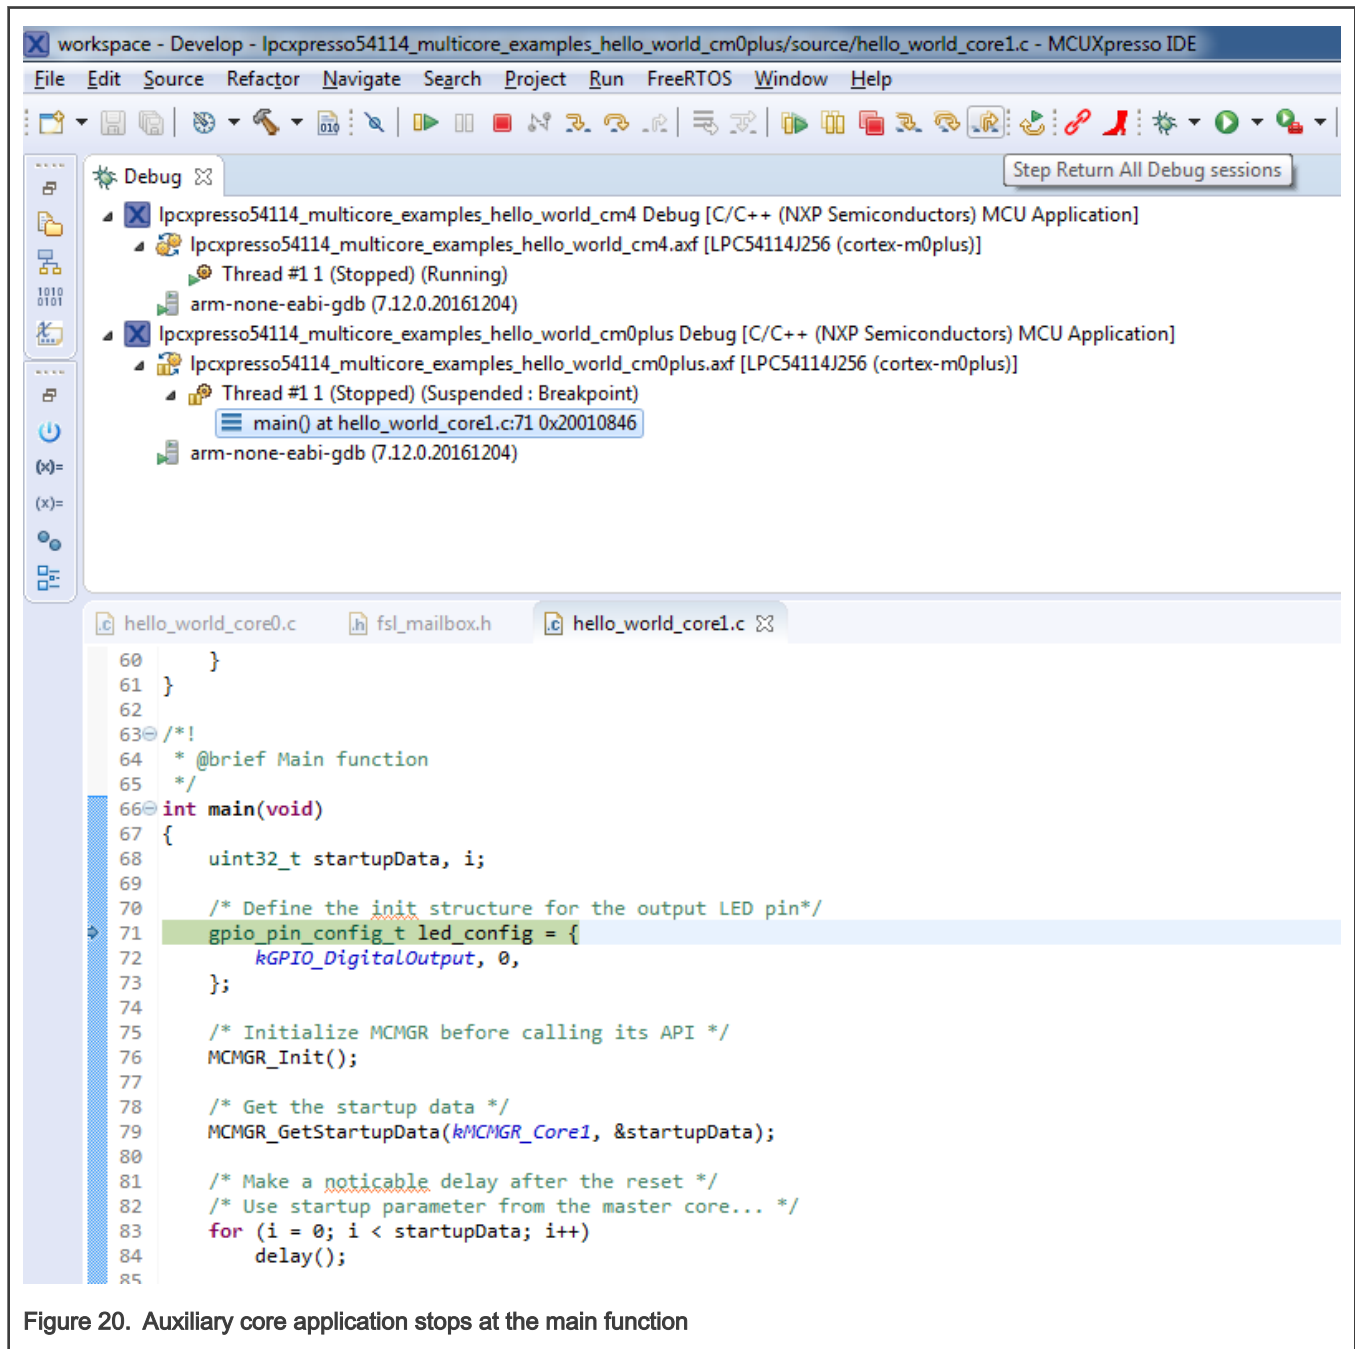 workspace - Develop - lpcxpresso54114_multicore_examples_hello_world_cm0plus/source/hello_world_core1.c - MCUXpresso IDE
File Edit Source Refactor Navigate Search Project Run FreeRTOS Window Help
010
Step Return All Debug sessions
Debug
lpcxpresso54114_multicore_examples_hello_world_cm4 Debug [C/C++ (NXP Semiconductors) MCU Application]
lpcxpresso54114_multicore_examples_hello_world_cm4.axf [LPC54114J256 (cortex-m0plus)]
Thread #1 1 (Stopped) (Running)
1010
0101
arm-none-eabi-gdb (7.12.0.20161204)
lpcxpresso54114_multicore_examples_hello_world_cm0plus Debug [C/C++ (NXP Semiconductors) MCU Application]
lpcxpresso54114_multicore_examples_hello_world_cm0plus.axf [LPC54114J256 (cortex-m0plus)]
Thread #1 1 (Stopped) (Suspended : Breakpoint)
main() at hello_world_core1.c:71 0x20010846
arm-none-eabi-gdb (7.12.0.20161204)
(x)=
(x)=
hello_world_core0.c fsl_mailbox.h hello_world_core1.c
60     }
61 }
62
63 /*!
64  * @brief Main function
65  */
66 int main(void)
67 {
68     uint32_t startupData, i;
69
70     /* Define the init structure for the output LED pin*/
71     gpio_pin_config_t led_config = {
72         kGPIO_DigitalOutput, 0,
73     };
74
75     /* Initialize MCMGR before calling its API */
76     MCMGR_Init();
77
78     /* Get the startup data */
79     MCMGR_GetStartupData(kMCMGR_Core1, &startupData);
80
81     /* Make a noticable delay after the reset */
82     /* Use startup parameter from the master core... */
83     for (i = 0; i < startupData; i++)
84         delay();
85
Figure 20. Auxiliary core application stops at the main function